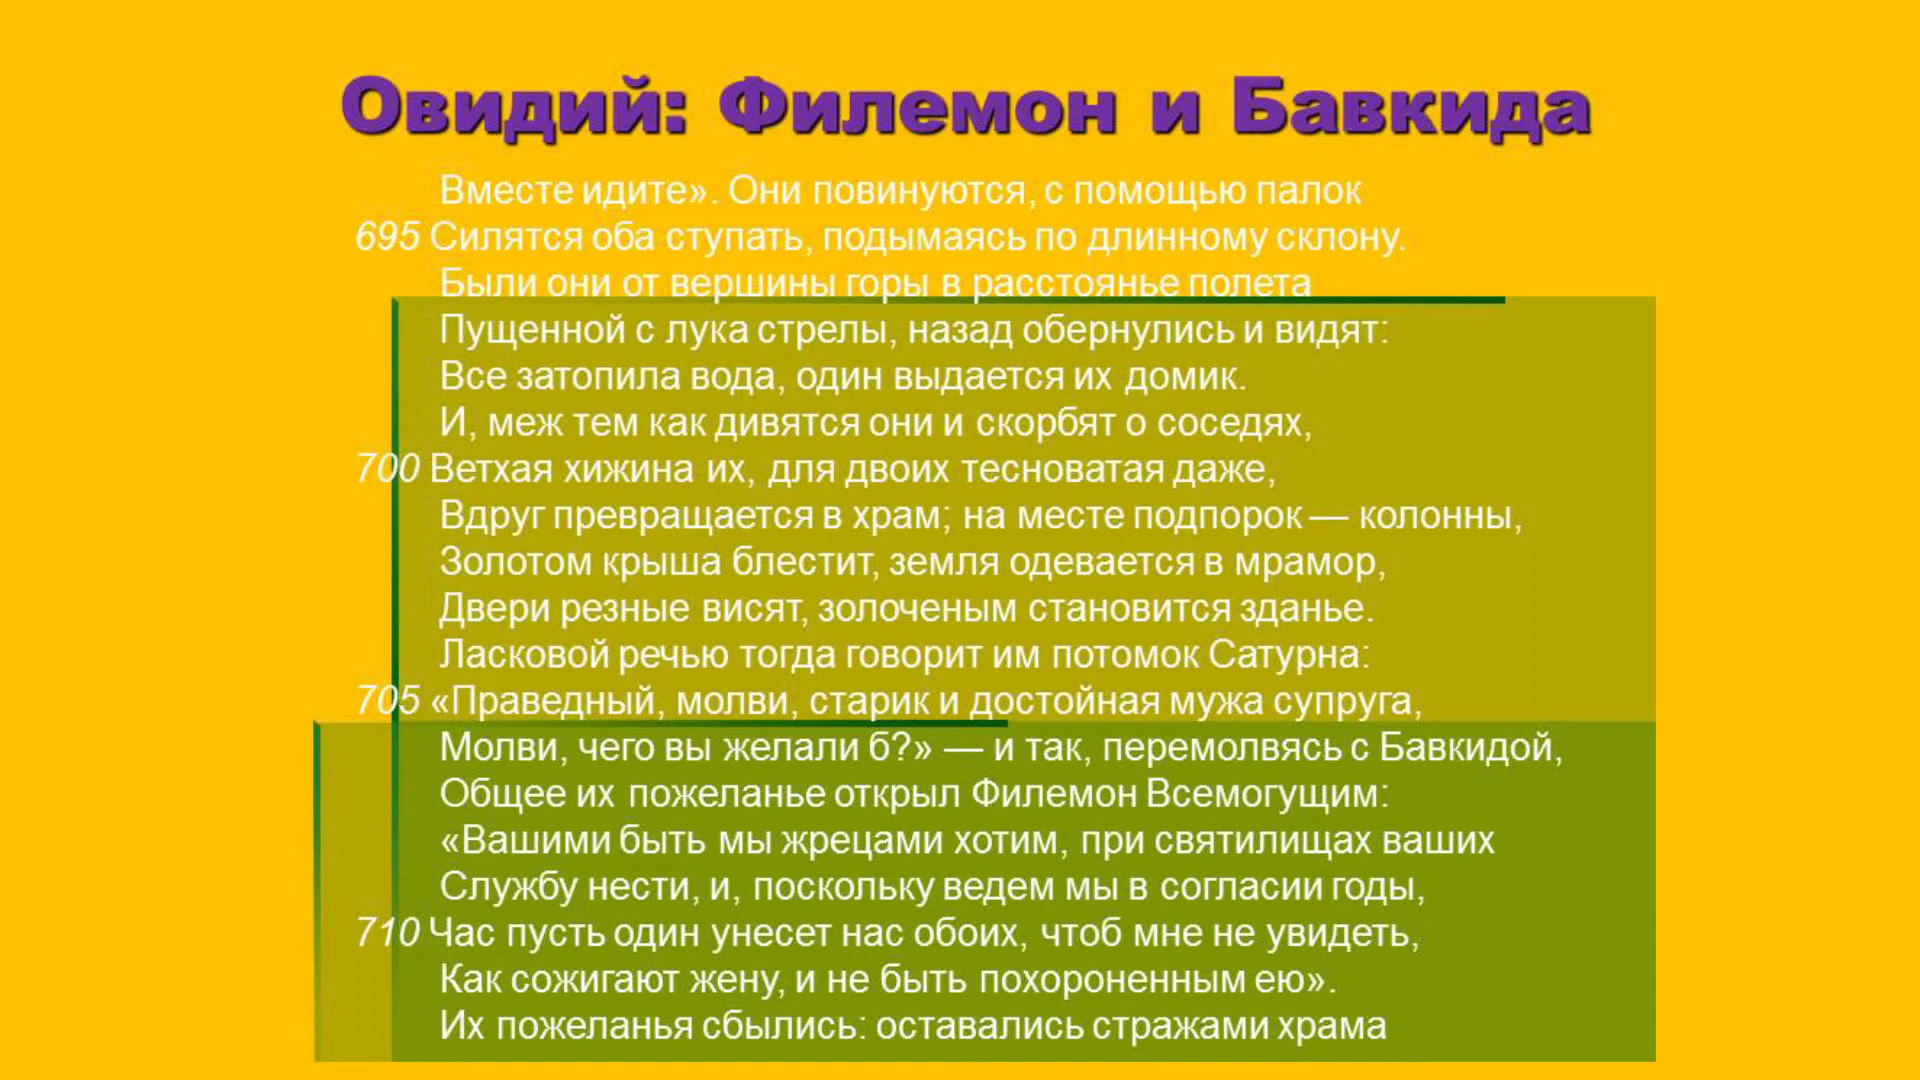 Овидий: Филемон и Бавкида
Вместе идите». Они повинуются, с помощью палок
695 Силятся оба ступать, подымаясь по длинному склону.
Были они от вершины горы в расстоянье полета
Пущенной с лука стрелы, назад обернулись и видят:
Все затопила вода, один выдается их домик.
И, меж тем как дивятся они и скорбят о соседях,
700 Ветхая хижина их, для двоих тесноватая даже,
Вдруг превращается в храм; на месте подпорок — колонны,
Золотом крыша блестит, земля одевается в мрамор,
Двери резные висят, золоченым становится зданье.
Ласковой речью тогда говорит им потомок Сатурна:
705 «Праведный, молви, старик и достойная мужа супруга,
Молви, чего вы желали б?» — и так, перемолвясь с Бавкидой,
Общее их пожеланье открыл Филемон Всемогущим:
«Вашими быть мы жрецами хотим, при святилищах ваших
Службу нести, и, поскольку ведем мы в согласии годы,
710 Час пусть один унесет нас обоих, чтоб мне не увидеть,
Как сожигают жену, и не быть похороненным ею».
Их пожеланья сбылись: оставались стражами храма